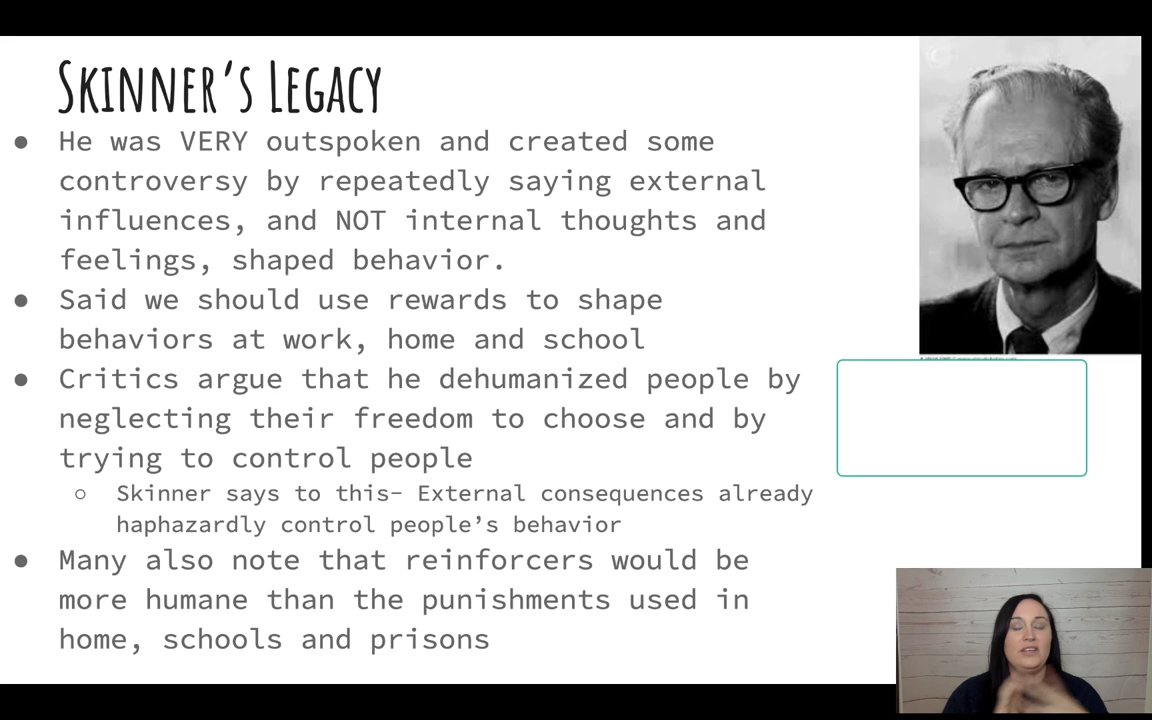 SKINNER'S LEGACY
● He was VERY outspoken and created some
controversy by repeatedly saying external
influences, and NOT internal thoughts and
feelings, shaped behavior.
● Said we should use rewards to shape
behaviors at work, home and school
● Critics argue that he dehumanized people by
neglecting their freedom to choose and by
trying to control people
○ Skinner says to this- External consequences already
haphazardly control people's behavior
● Many also note that reinforcers would be
more humane than the punishments used in
home, schools and prisons